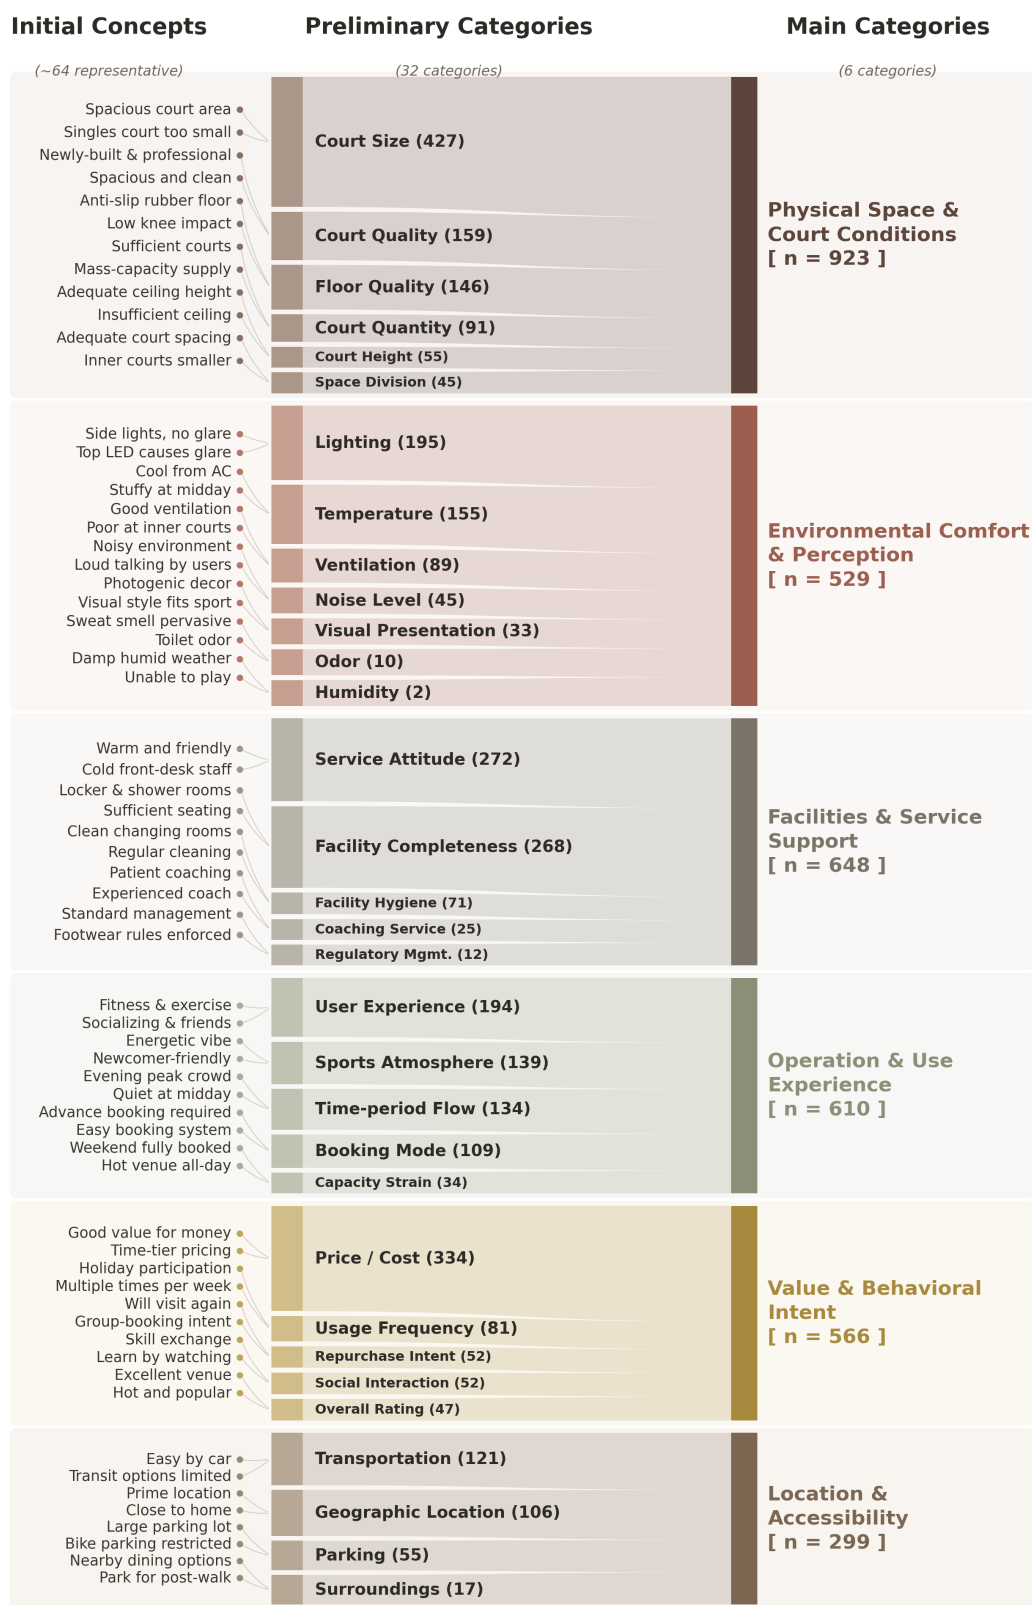 Initial Concepts
Preliminary Categories
Main Categories
(~64 representative)
(32 categories)
(6 categories)
Spacious court area
Singles court too small
Newly-built & professional
Spacious and clean
Anti-slip rubber floor
Low knee impact
Sufficient courts
Mass-capacity supply
Adequate ceiling height
Insufficient ceiling
Adequate court spacing
Inner courts smaller
Court Size (427)
Court Quality (159)
Floor Quality (146)
Court Quantity (91)
Court Height (55)
Space Division (45)
Physical Space &
Court Conditions
[ n = 923 ]
Side lights, no glare
Top LED causes glare
Cool from AC
Stuffy at midday
Good ventilation
Poor at inner courts
Noisy environment
Loud talking by users
Photogenic decor
Visual style fits sport
Sweat smell pervasive
Toilet odor
Damp humid weather
Unable to play
Lighting (195)
Temperature (155)
Ventilation (89)
Noise Level (45)
Visual Presentation (33)
Odor (10)
Humidity (2)
Environmental Comfort
& Perception
[ n = 529 ]
Warm and friendly
Cold front-desk staff
Locker & shower rooms
Sufficient seating
Clean changing rooms
Regular cleaning
Patient coaching
Experienced coach
Standard management
Footwear rules enforced
Service Attitude (272)
Facility Completeness (268)
Facility Hygiene (71)
Coaching Service (25)
Regulatory Mgmt. (12)
Facilities & Service
Support
[ n = 648 ]
Fitness & exercise
Socializing & friends
Energetic vibe
Newcomer-friendly
Evening peak crowd
Quiet at midday
Advance booking required
Easy booking system
Weekend fully booked
Hot venue all-day
User Experience (194)
Sports Atmosphere (139)
Time-period Flow (134)
Booking Mode (109)
Capacity Strain (34)
Operation & Use
Experience
[ n = 610 ]
Good value for money
Time-tier pricing
Holiday participation
Multiple times per week
Will visit again
Group-booking intent
Skill exchange
Learn by watching
Excellent venue
Hot and popular
Price / Cost (334)
Usage Frequency (81)
Repurchase Intent (52)
Social Interaction (52)
Overall Rating (47)
Value & Behavioral
Intent
[ n = 566 ]
Easy by car
Transit options limited
Prime location
Close to home
Large parking lot
Bike parking restricted
Nearby dining options
Park for post-walk
Transportation (121)
Geographic Location (106)
Parking (55)
Surroundings (17)
Location &
Accessibility
[ n = 299 ]